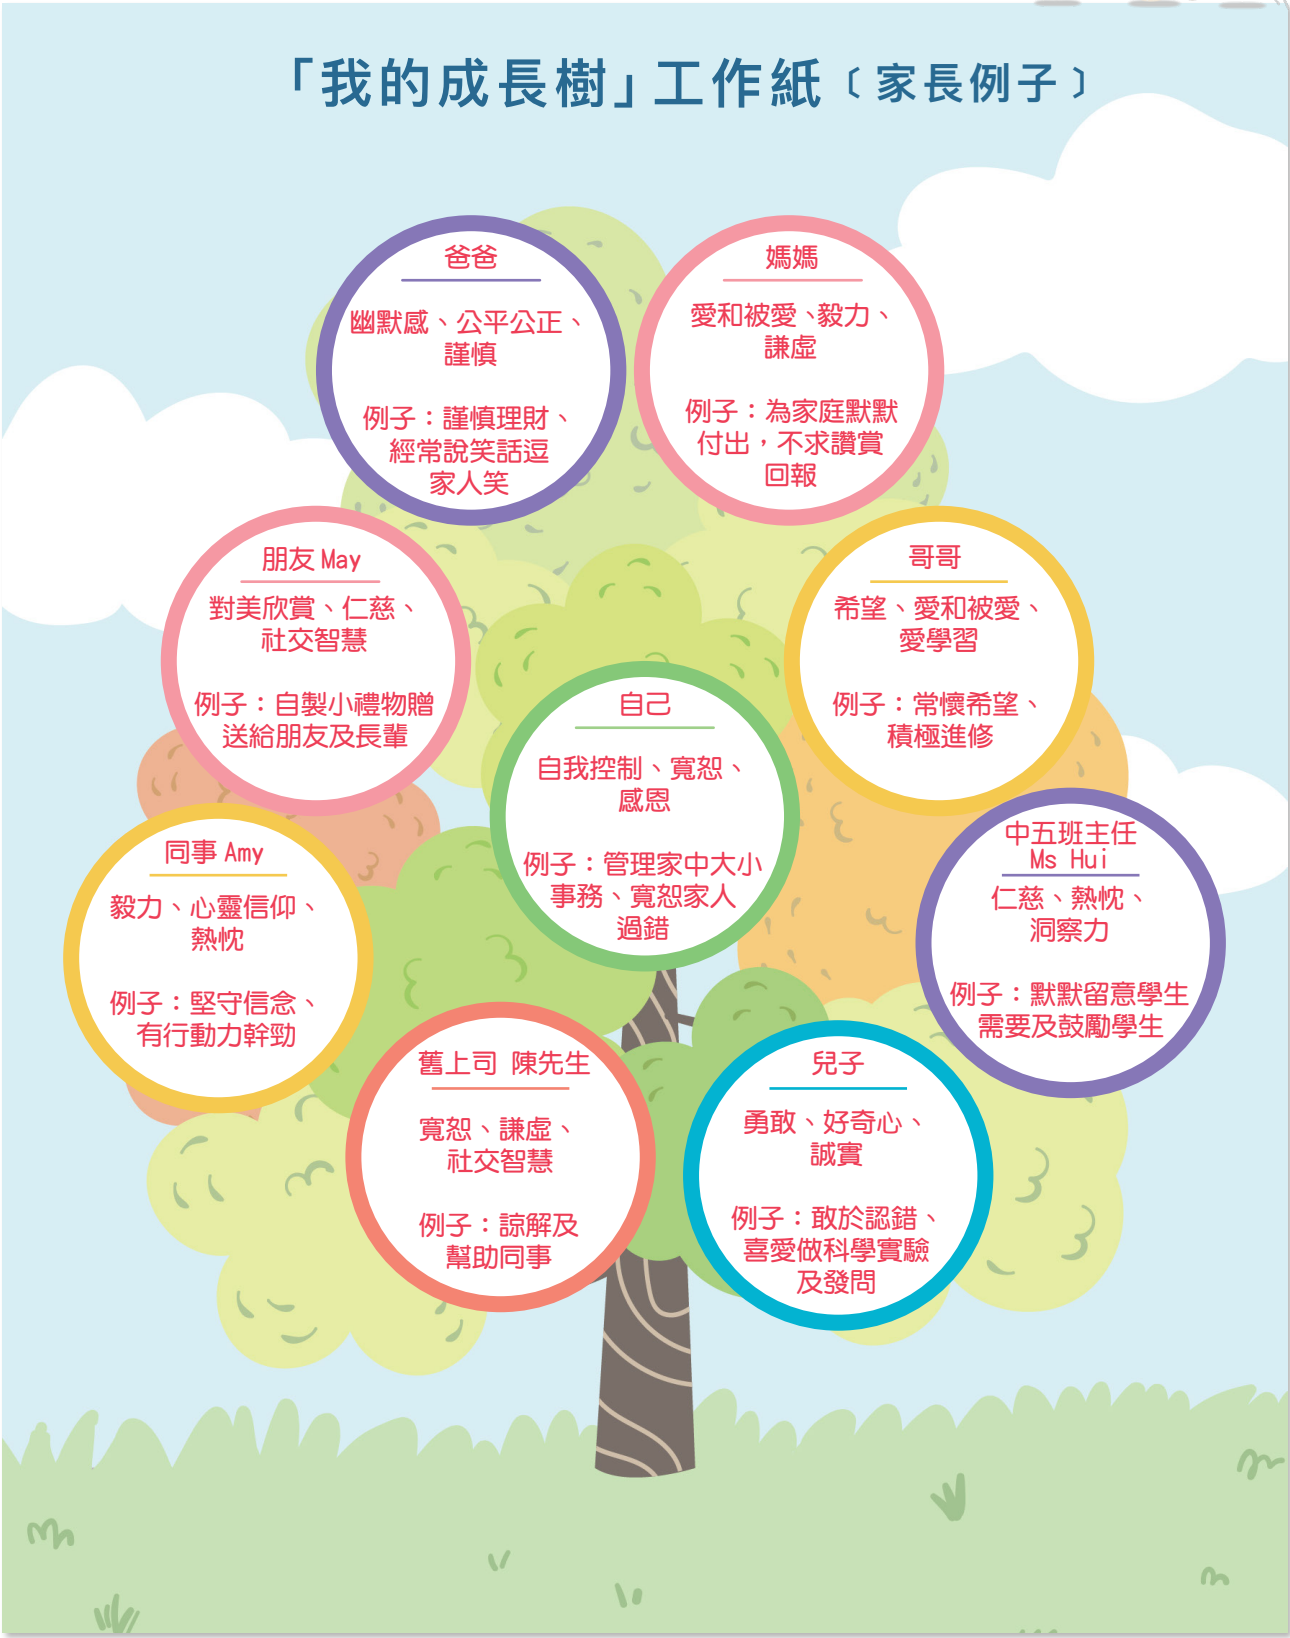 「我的成長樹」工作紙﹝家長例子﹞
爸爸
幽默感、公平公正、
謹慎
例子：謹慎理財、
經常說笑話逗
家人笑
媽媽
愛和被愛、毅力、
謙虛
例子：為家庭默默
付出，不求讚賞
回報
朋友 May
對美欣賞、仁慈、
社交智慧
例子：自製小禮物贈
送給朋友及長輩
哥哥
希望、愛和被愛、
愛學習
例子：常懷希望、
積極進修
自己
自我控制、寬恕、
感恩
例子：管理家中大小
事務、寬恕家人
過錯
同事 Amy
毅力、心靈信仰、
熱忱
例子：堅守信念、
有行動力幹勁
中五班主任
Ms Hui
仁慈、熱忱、
洞察力
例子：默默留意學生
需要及鼓勵學生
舊上司 陳先生
寬恕、謙虛、
社交智慧
例子：諒解及
幫助同事
兒子
勇敢、好奇心、
誠實
例子：敢於認錯、
喜愛做科學實驗
及發問